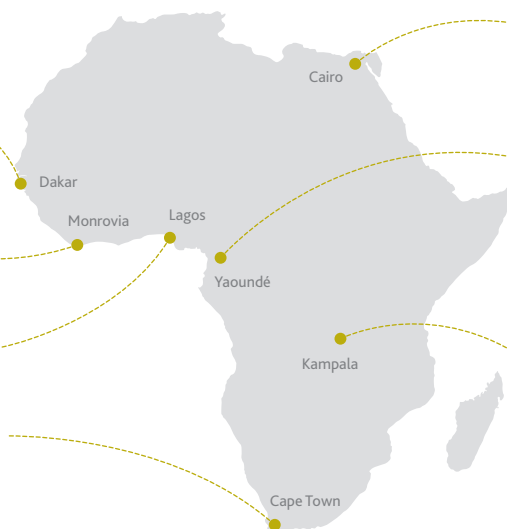 Cairo
Dakar
Lagos
Monrovia
Yaoundé
Kampala
Cape Town